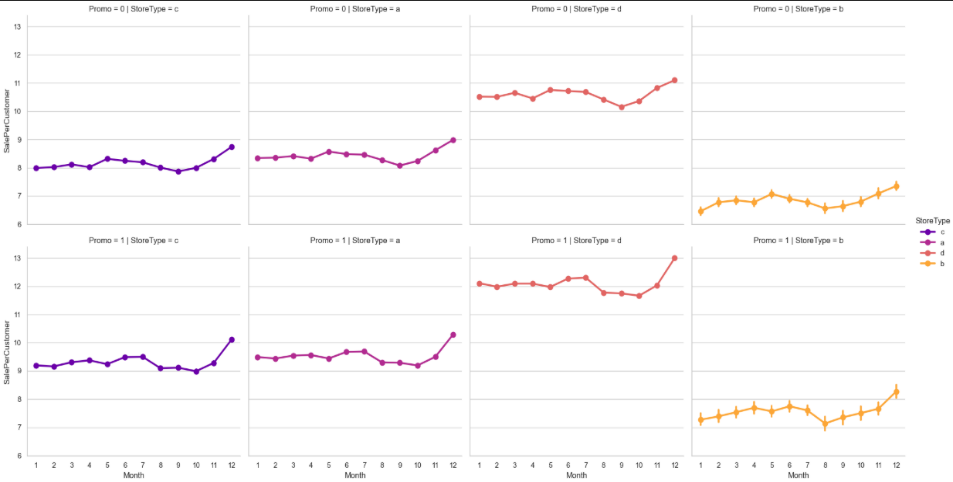 Promo = 0 | StoreType = c
Promo = 0 | StoreType = a
Promo = 0 | StoreType = d
Promo = 0 | StoreType = b
13
12
11
10
9
8
7
6
SalePerCustomer
Promo = 1 | StoreType = c
Promo = 1 | StoreType = a
Promo = 1 | StoreType = d
Promo = 1 | StoreType = b
13
12
11
10
9
8
7
6
SalePerCustomer
1 2 3 4 5 6 7 8 9 10 11 12
Month
1 2 3 4 5 6 7 8 9 10 11 12
Month
1 2 3 4 5 6 7 8 9 10 11 12
Month
1 2 3 4 5 6 7 8 9 10 11 12
Month
StoreType
c
a
d
b